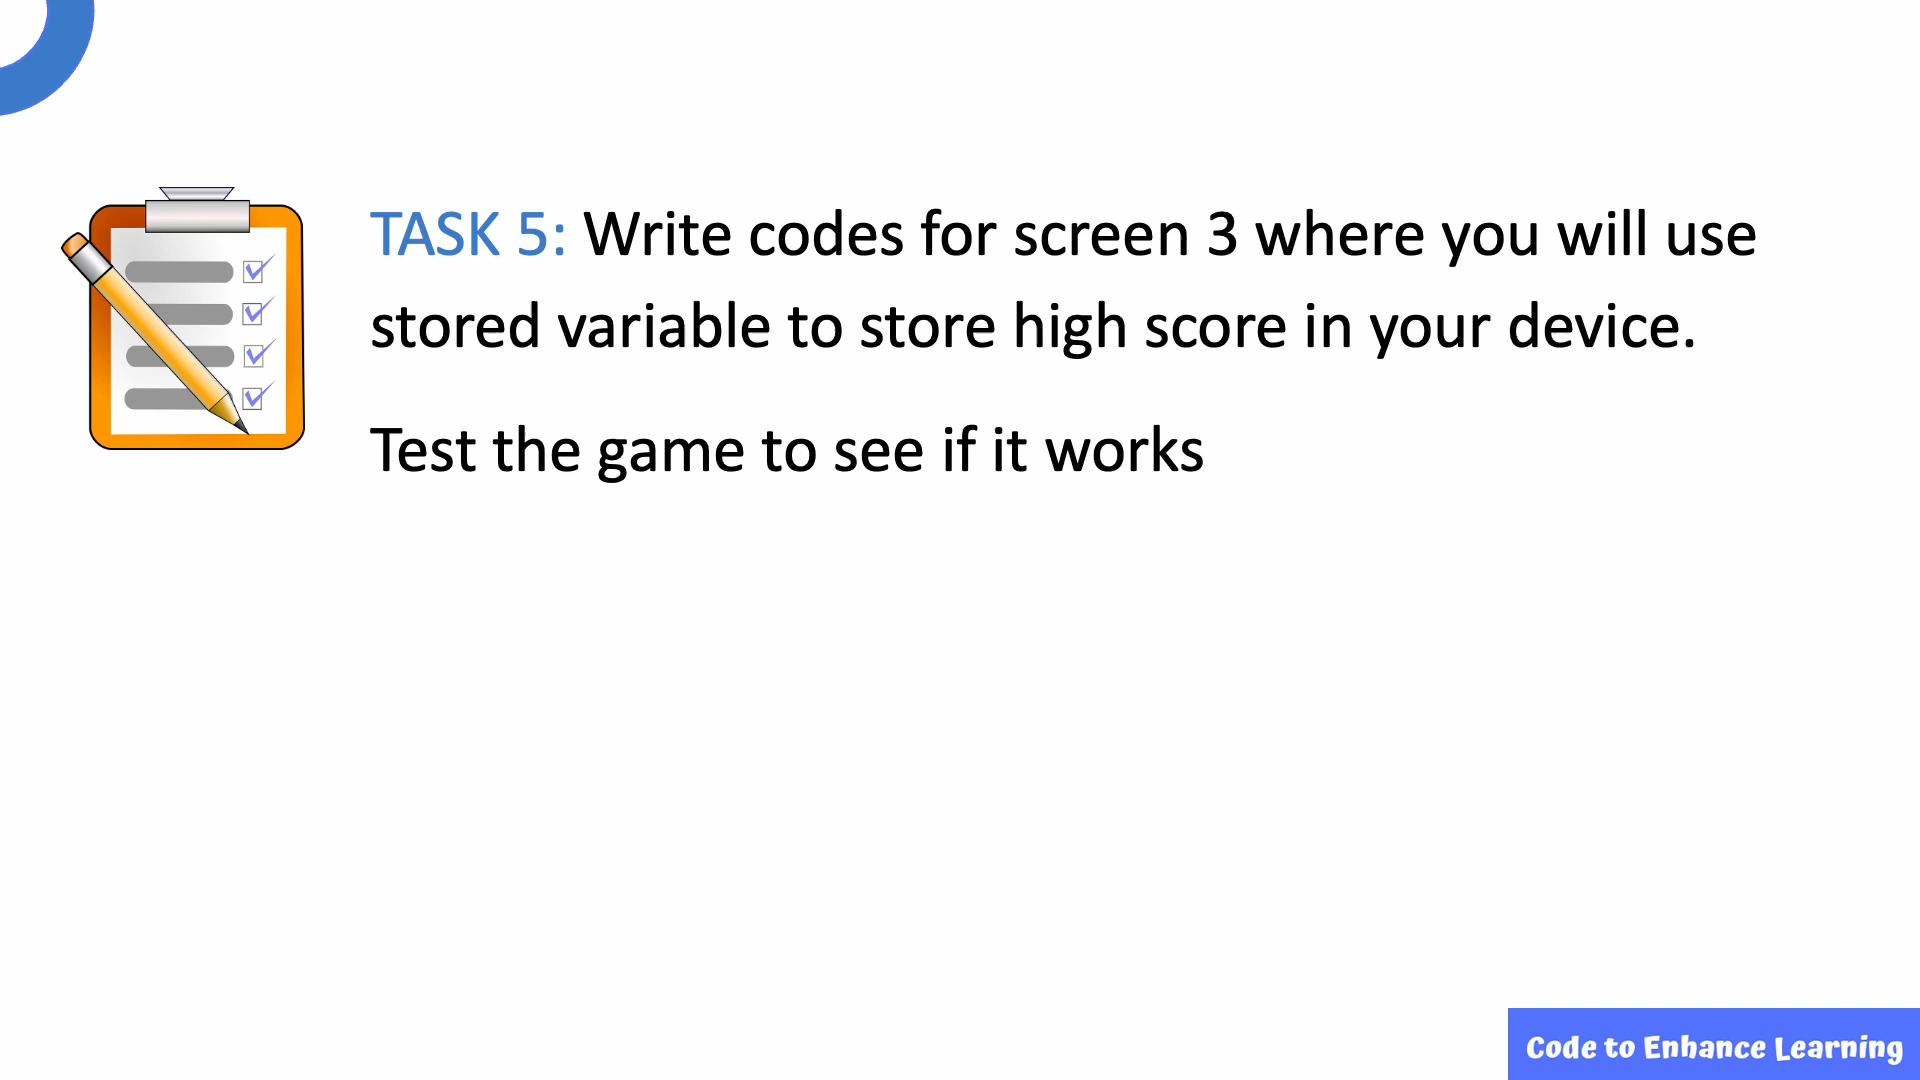 TASK 5: Write codes for screen 3 where you will use
stored variable to store high score in your device.
Test the game to see if it works
Code to Enhance Learning